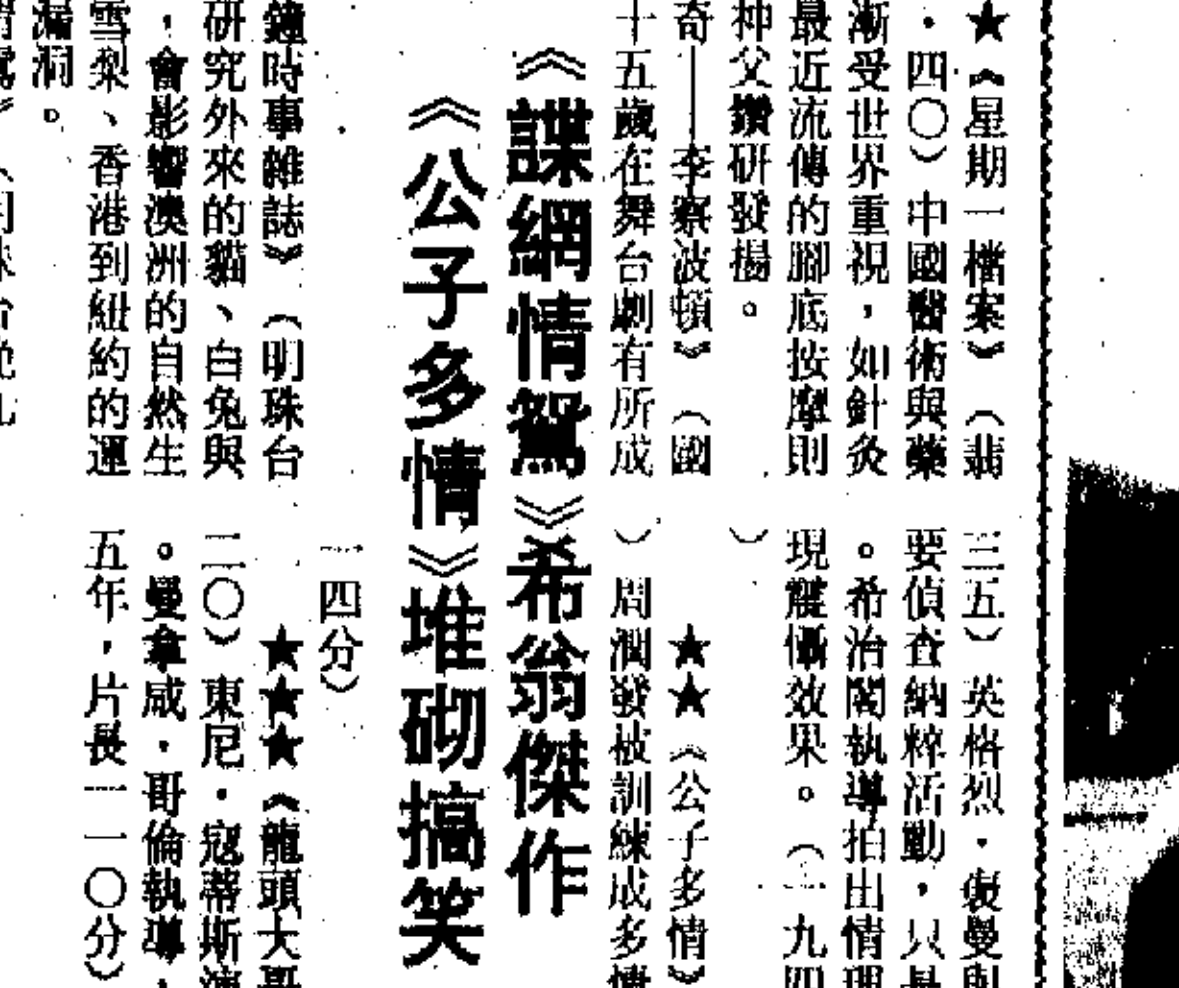 ★《星期一檔案》(翡
・四〇)中國醫術與藥
漸受世界重視,如針灸
最近流傳的腳底按摩則
神父鑽研發揚。
奇——李察波頓》(國
十五歲在舞台劇有所成
《諜網情鴛》希翁傑作
《公子多情》堆砌搞笑
鐘時事雜誌》(明珠台
研究外來的貓、白兔與
,會影響澳洲的自然生
雪梨、香港到紐約的運
漏洞。
三五)英格烈・褒曼與
要偵查納粹活動,只是
。希治閣執導拍出情理
現震懾效果。(一九四
)
★★《公子多情》
)周潤發被訓練成多情
一四分)
★★★《龍頭大哥
二〇)東尼・寇蒂斯演
。曼拿威・哥倫執導,
五年,片長一一〇分)